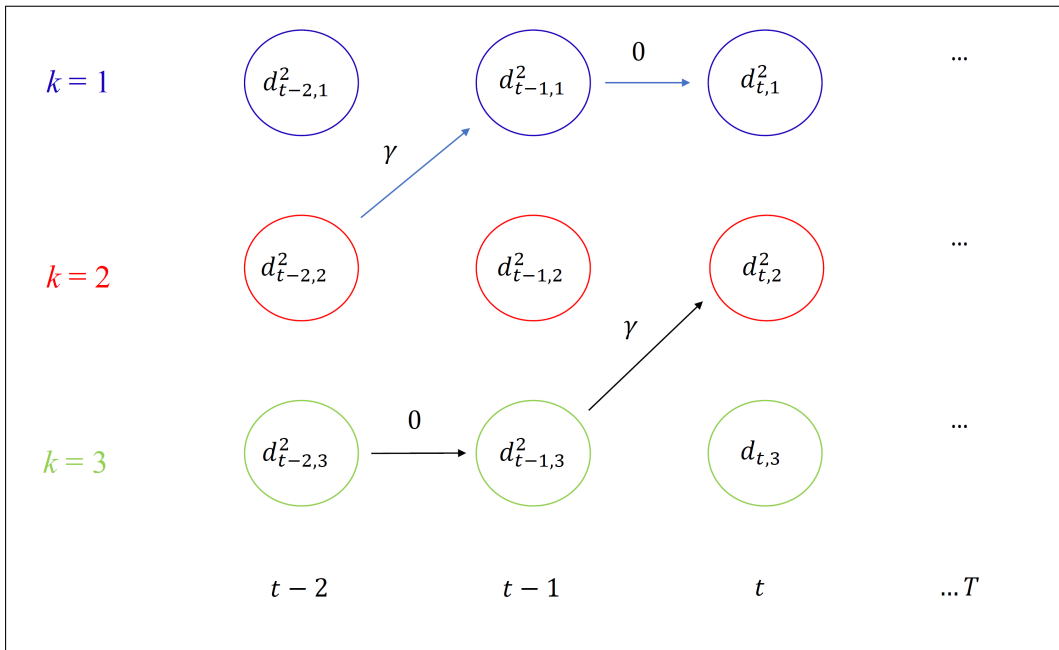 0
k = 1 d²ₜ₋₂,₁ d²ₜ₋₁,₁ d²ₜ,₁ ...
γ
k = 2 d²ₜ₋₂,₂ d²ₜ₋₁,₂ d²ₜ,₂ ...
γ
0
k = 3 d²ₜ₋₂,₃ d²ₜ₋₁,₃ dₜ,₃ ...
t − 2 t − 1 t ... T